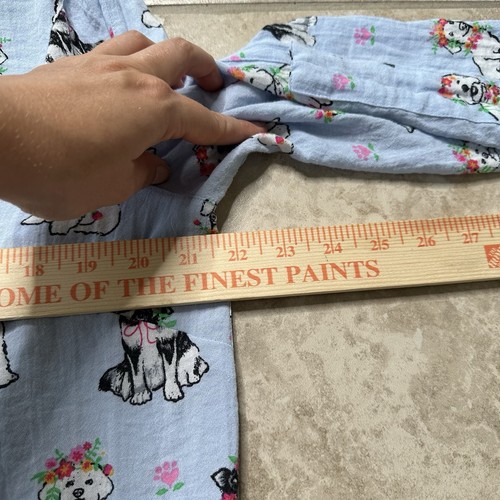 18 19 20 21 22 23 24 25 26 27
OME OF THE FINEST PAINTS